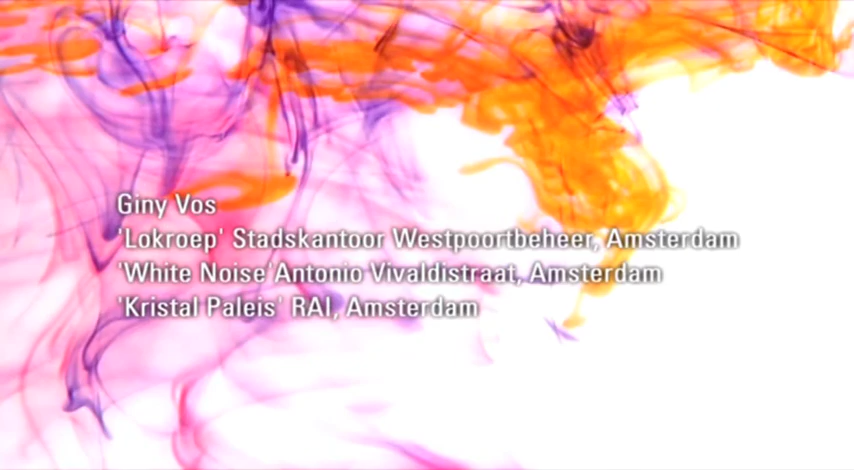 Giny Vos
'Lokroep' Stadskantoor Westpoortbeheer, Amsterdam
'White Noise'Antonio Vivaldistraat, Amsterdam
'Kristal Paleis' RAI, Amsterdam